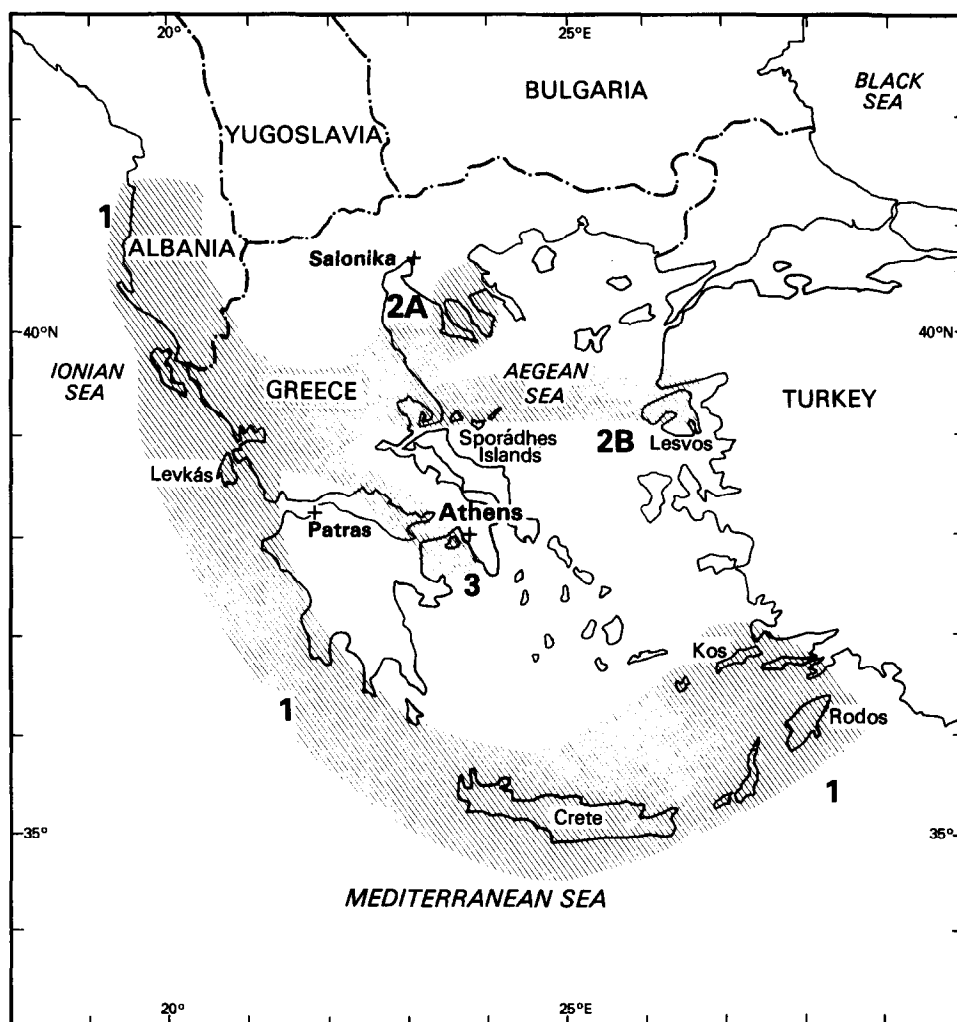 20°
25°E
BLACK
SEA
BULGARIA
YUGOSLAVIA
1
ALBANIA
Salonika
2A
40°N
40°N
IONIAN
SEA
AEGEAN
SEA
GREECE
TURKEY
Sporádhes
Islands
2B
Lesvos
Levkás
Athens
Patras
3
Kos
1
Rodos
1
Crete
35°
35°
MEDITERRANEAN SEA
20°
25°E